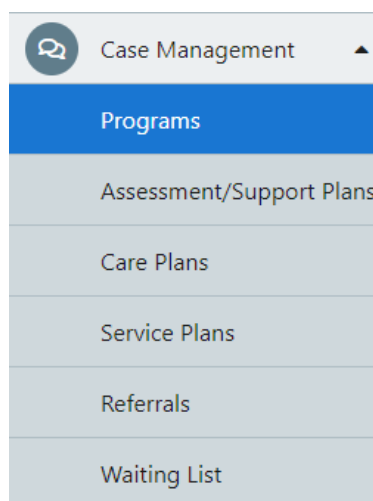 Case Management
Programs
Assessment/Support Plans
Care Plans
Service Plans
Referrals
Waiting List